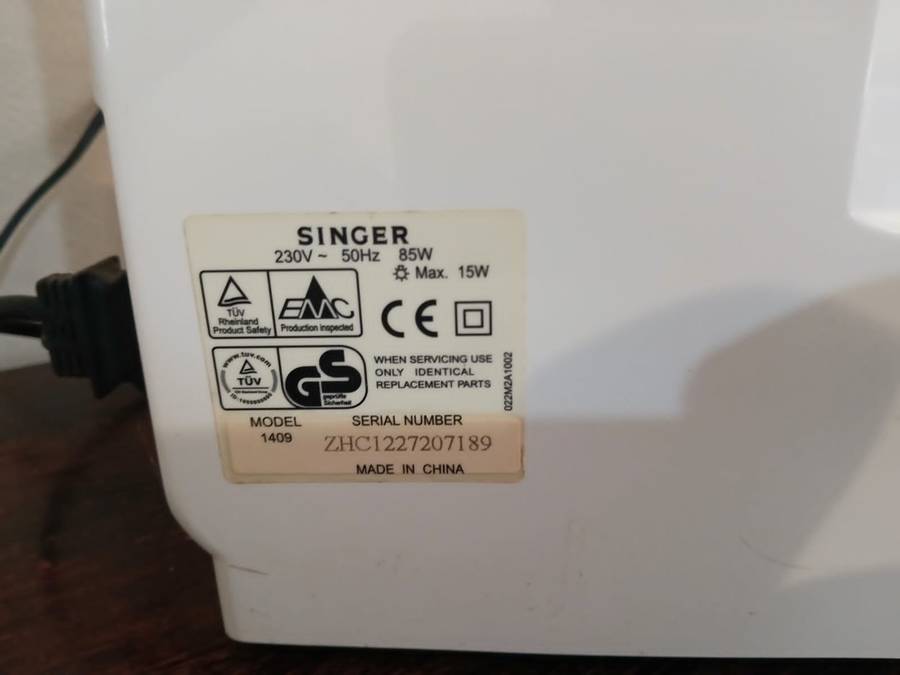 SINGER
230V ~ 50Hz 85W
Max. 15W
TÜV
Rheinland
Product Safety
EMC
Production inspected
CE
www.tuv.com
TÜV
GS
geprüfte
Sicherheit
WHEN SERVICING USE
ONLY IDENTICAL
REPLACEMENT PARTS
022M2A1002
MODEL
1409
SERIAL NUMBER
ZHC1227207189
MADE IN CHINA